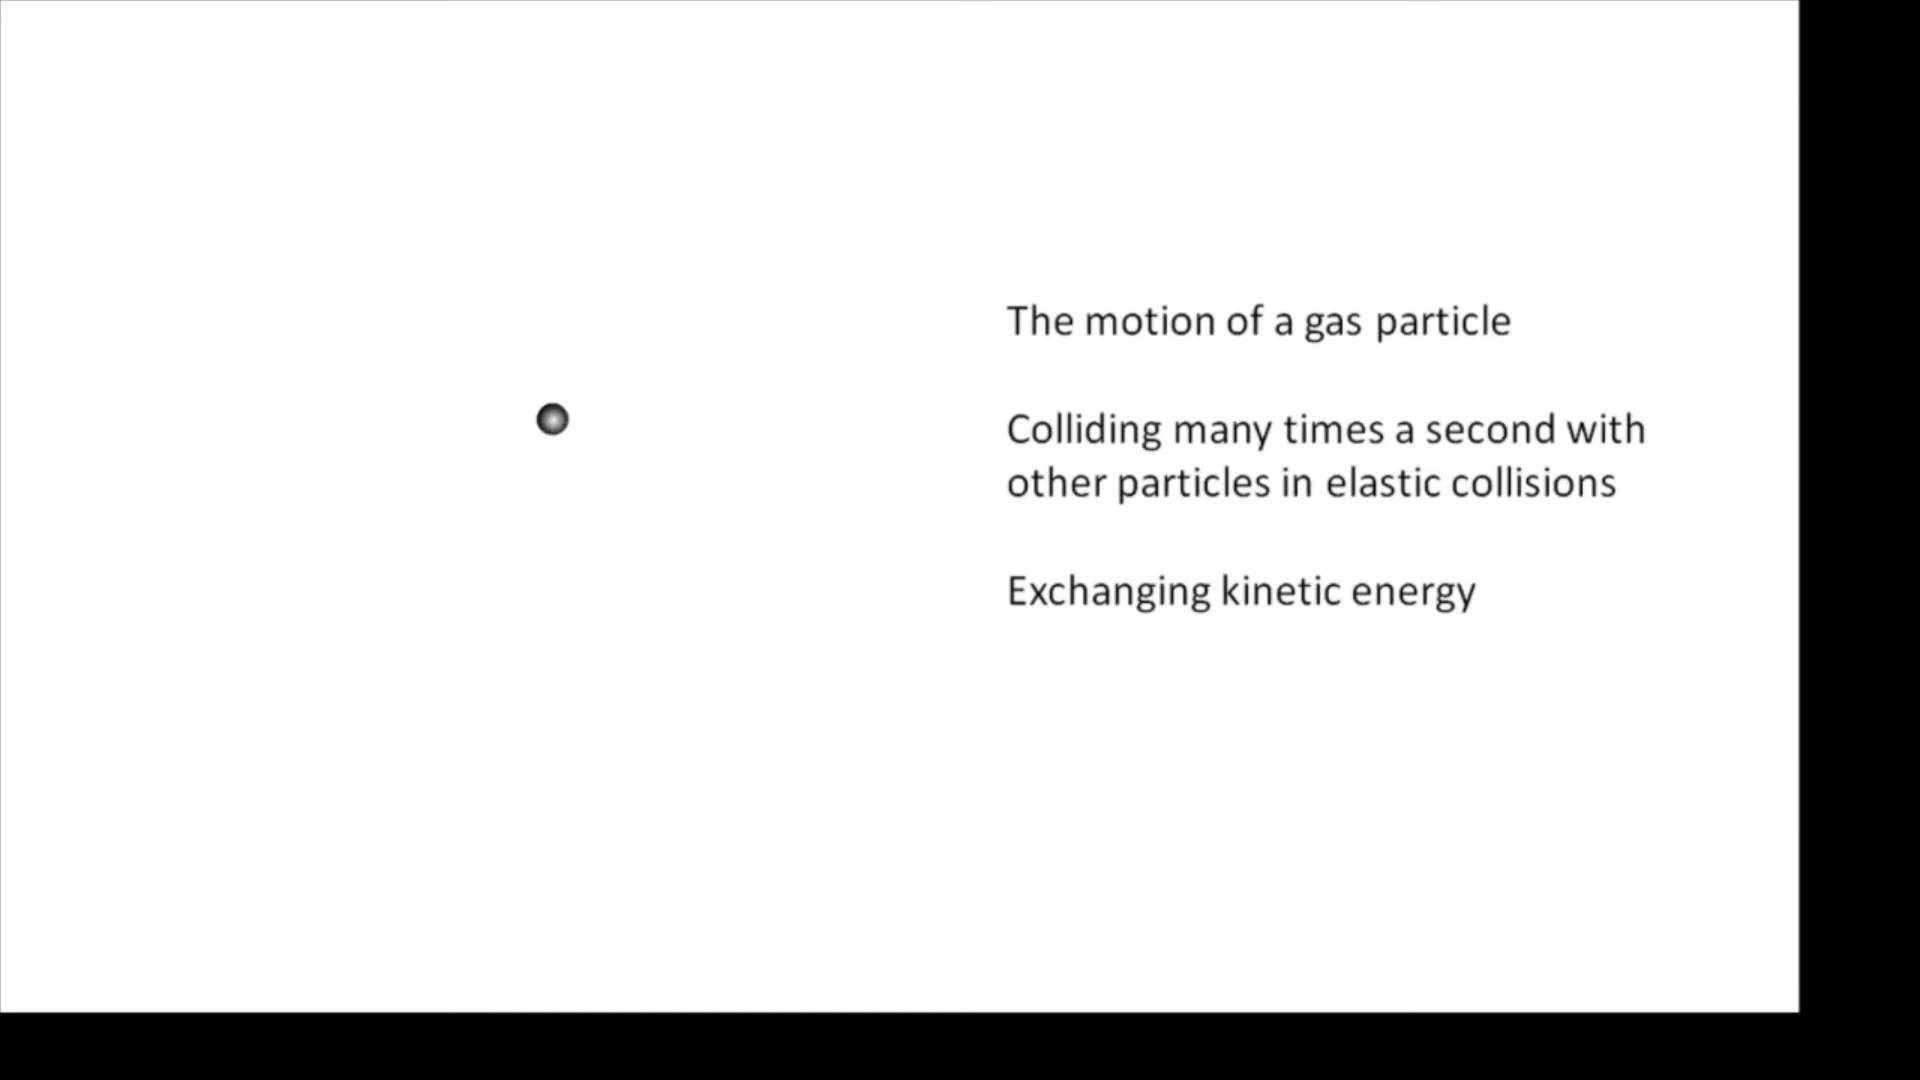 The motion of a gas particle
Colliding many times a second with
other particles in elastic collisions
Exchanging kinetic energy